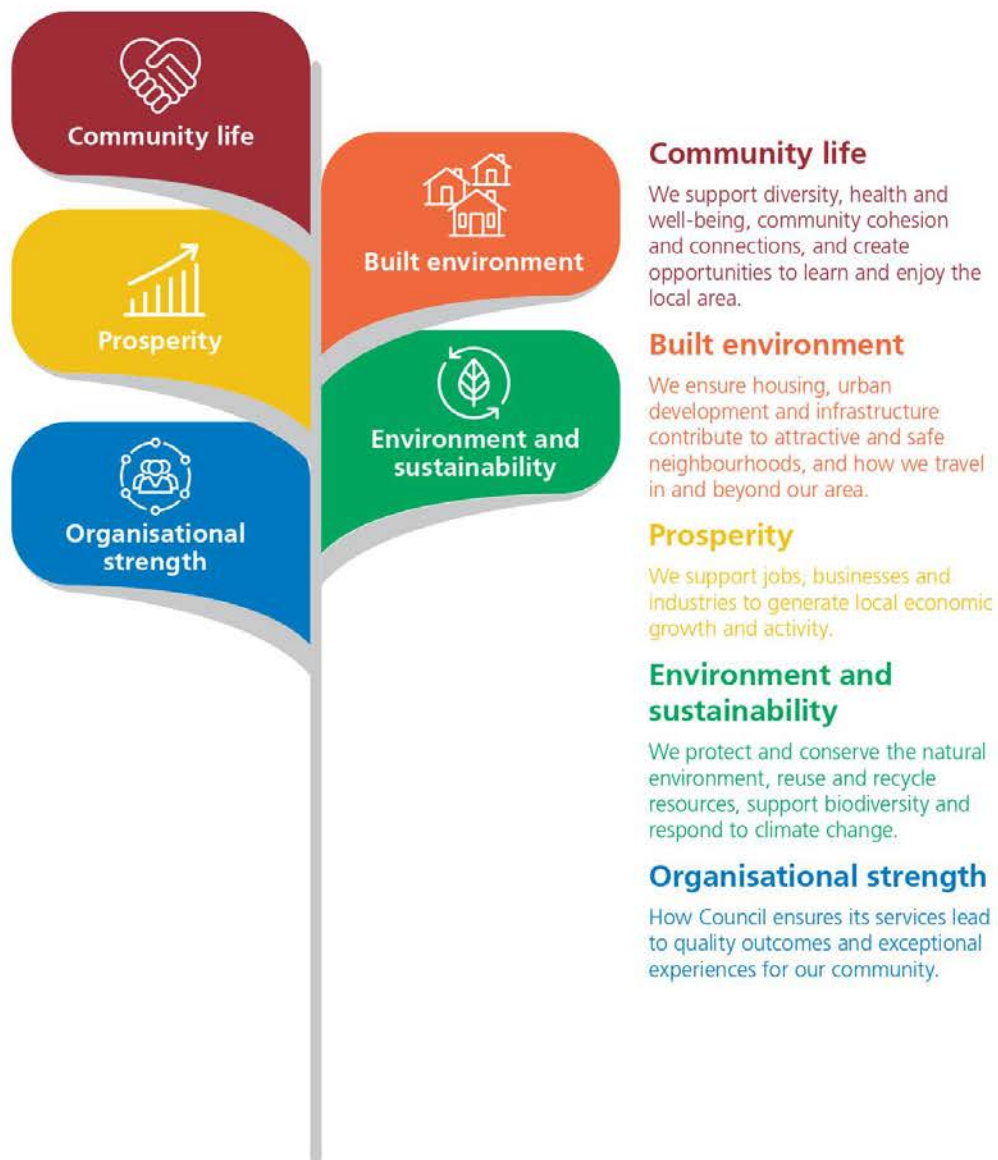 Community life
Built environment
Prosperity
Environment and
sustainability
Organisational
strength
Community life
We support diversity, health and
well-being, community cohesion
and connections, and create
opportunities to learn and enjoy the
local area.
Built environment
We ensure housing, urban
development and infrastructure
contribute to attractive and safe
neighbourhoods, and how we travel
in and beyond our area.
Prosperity
We support jobs, businesses and
industries to generate local economic
growth and activity.
Environment and
sustainability
We protect and conserve the natural
environment, reuse and recycle
resources, support biodiversity and
respond to climate change.
Organisational strength
How Council ensures its services lead
to quality outcomes and exceptional
experiences for our community.